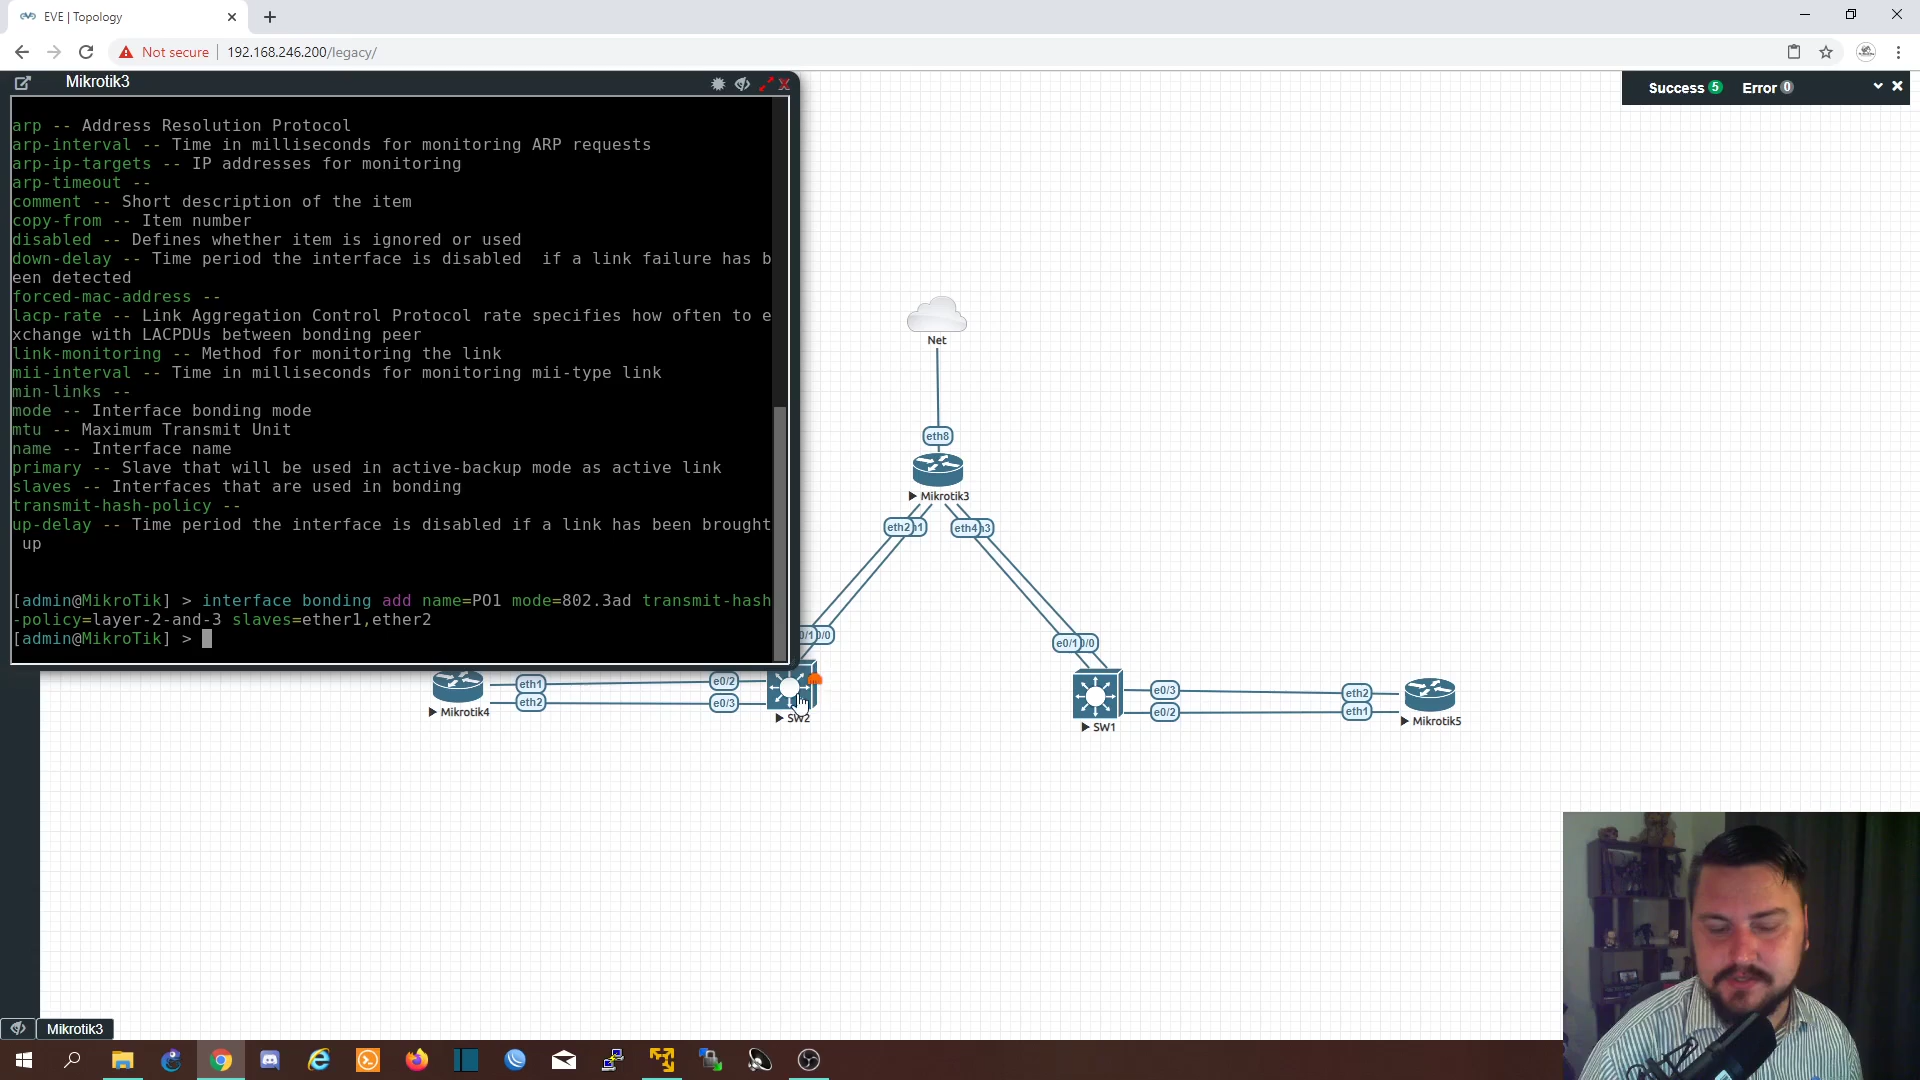 EVE | Topology
Not secure
192.168.246.200/legacy/
Mikrotik3
Success 5 Error 0
arp -- Address Resolution Protocol
arp-interval -- Time in milliseconds for monitoring ARP requests
arp-ip-targets -- IP addresses for monitoring
arp-timeout --
comment -- Short description of the item
copy-from -- Item number
disabled -- Defines whether item is ignored or used
down-delay -- Time period the interface is disabled  if a link failure has b
een detected
forced-mac-address --
lacp-rate -- Link Aggregation Control Protocol rate specifies how often to e
xchange with LACPDUs between bonding peer
link-monitoring -- Method for monitoring the link
mii-interval -- Time in milliseconds for monitoring mii-type link
min-links --
mode -- Interface bonding mode
mtu -- Maximum Transmit Unit
name -- Interface name
primary -- Slave that will be used in active-backup mode as active link
slaves -- Interfaces that are used in bonding
transmit-hash-policy --
up-delay -- Time period the interface is disabled if a link has been brought
up
[admin@MikroTik] > interface bonding add name=PO1 mode=802.3ad transmit-hash
-policy=layer-2-and-3 slaves=ether1,ether2
[admin@MikroTik] >
Net
eth8
Mikrotik3
eth2
eth4
e0/1
eth1 e0/2
eth2 e0/3
Mikrotik4
SW2
e0/3 eth2
e0/2 eth1
SW1
Mikrotik5
Mikrotik3